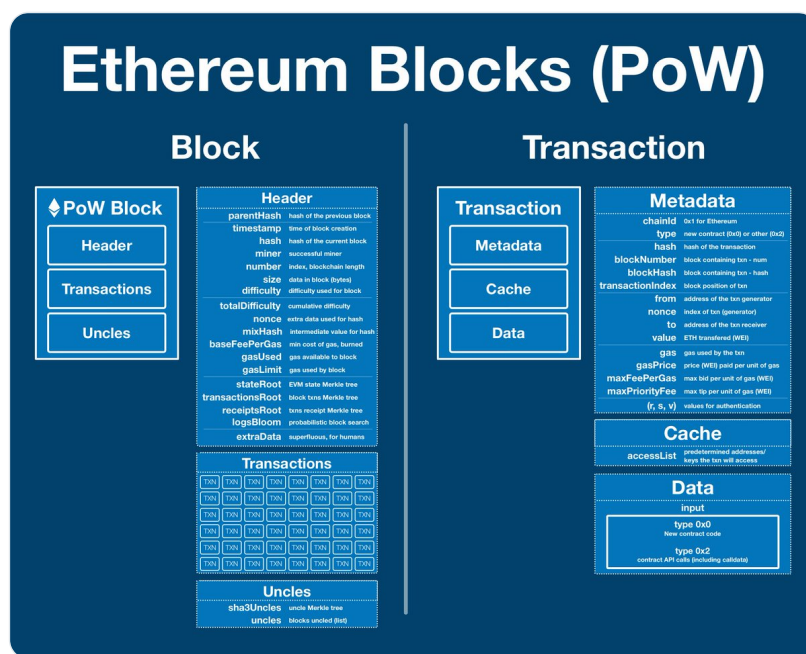 Ethereum Blocks (PoW)
Block
PoW Block
Header
Transactions
Uncles
Header
parentHash hash of the previous block
timestamp time of block creation
hash hash of the current block
miner successful miner
number index, blockchain length
size data in block (bytes)
difficulty difficulty used for block
totalDifficulty cumulative difficulty
nonce extra data used for hash
mixHash intermediate value for hash
baseFeePerGas min cost of gas, burned
gasUsed gas available to block
gasLimit gas used by block
stateRoot EVM state Merkle tree
transactionsRoot block txns Merkle tree
receiptsRoot txns receipt Merkle tree
logsBloom probabilistic block search
extraData superfluous, for humans
Transactions
TXN TXN TXN TXN TXN TXN TXN TXN
TXN TXN TXN TXN TXN TXN TXN TXN
TXN TXN TXN TXN TXN TXN TXN TXN
TXN TXN TXN TXN TXN TXN TXN TXN
TXN TXN TXN TXN TXN TXN TXN TXN
TXN TXN TXN TXN TXN TXN TXN TXN
Uncles
sha3Uncles uncle Merkle tree
uncles blocks uncled (list)
Transaction
Transaction
Metadata
Cache
Data
Metadata
chainId 0x1 for Ethereum
type new contract (0x0) or other (0x2)
hash hash of the transaction
blockNumber block containing txn - num
blockHash block containing txn - hash
transactionIndex block position of txn
from address of the txn generator
nonce index of txn (generator)
to address of the txn receiver
value ETH transfered (WEI)
gas gas used by the txn
gasPrice price (WEI) paid per unit of gas
maxFeePerGas max bid per unit of gas (WEI)
maxPriorityFee max tip per unit of gas (WEI)
(r, s, v) values for authentication
Cache
accessList predetermined addresses/
keys the txn will access
Data
input
type 0x0
New contract code
type 0x2
contract API calls (including calldata)